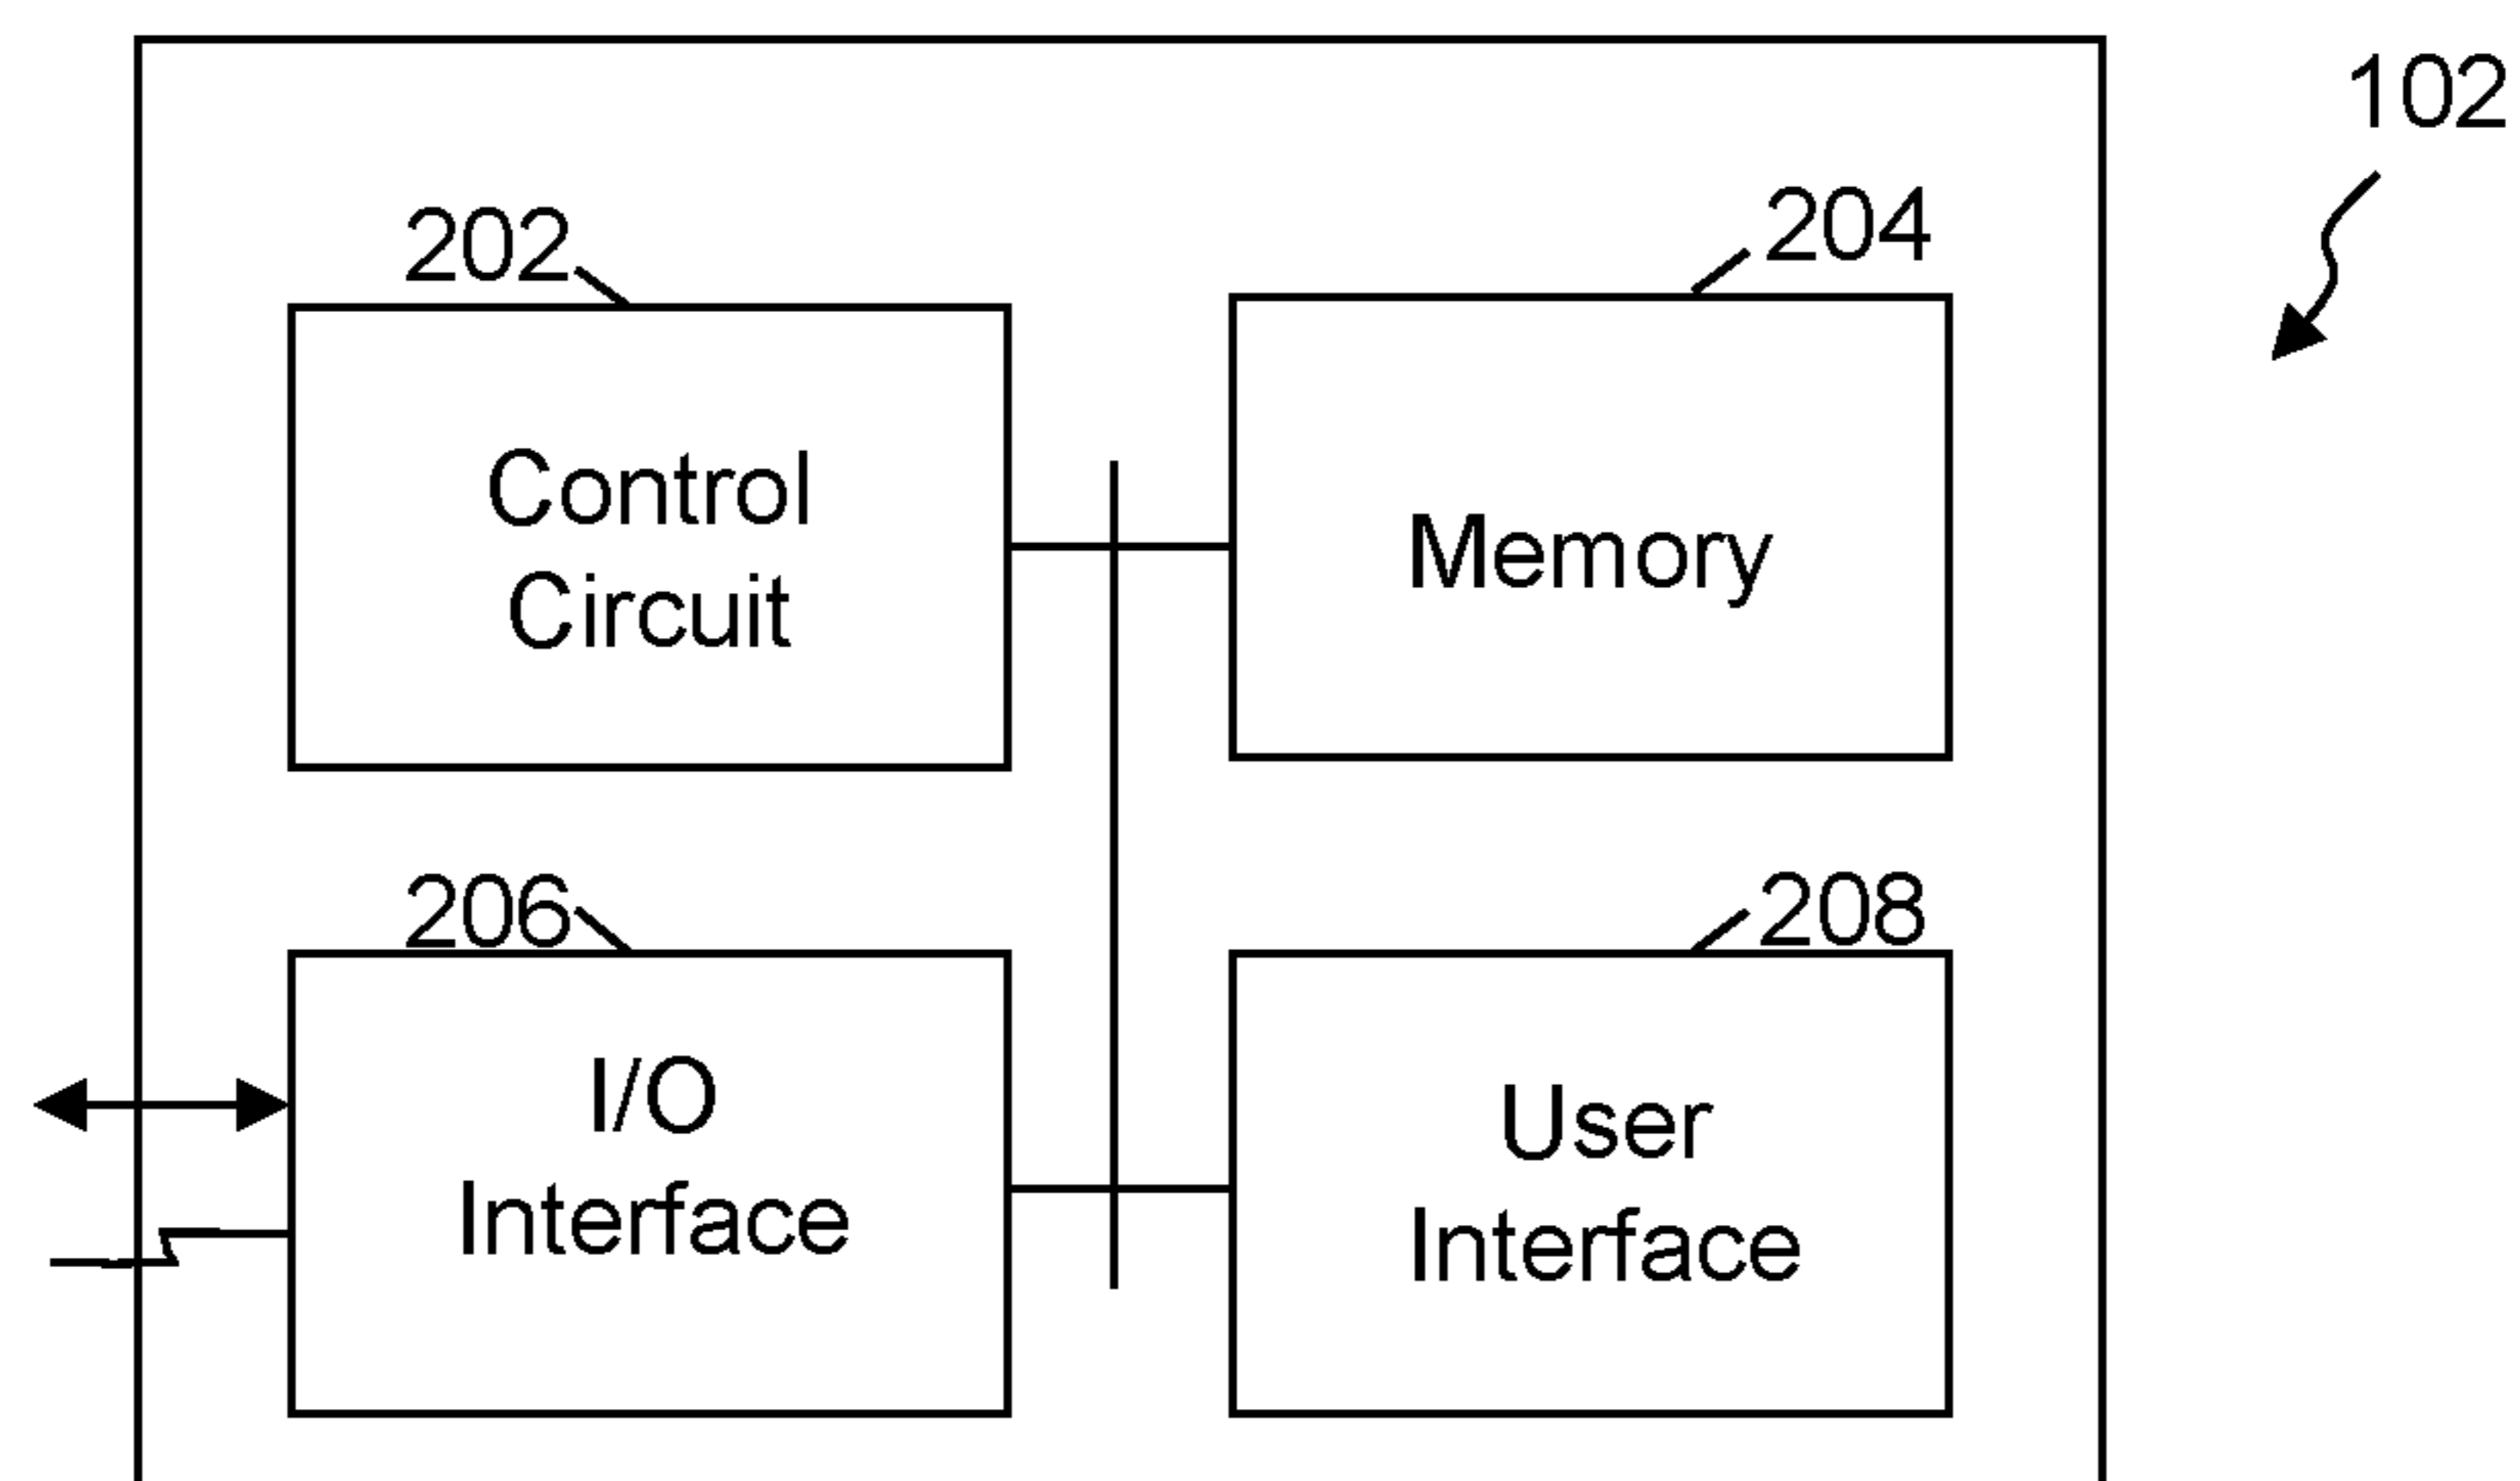 102
202
204
Control
Circuit
Memory
206
208
I/O
Interface
User
Interface